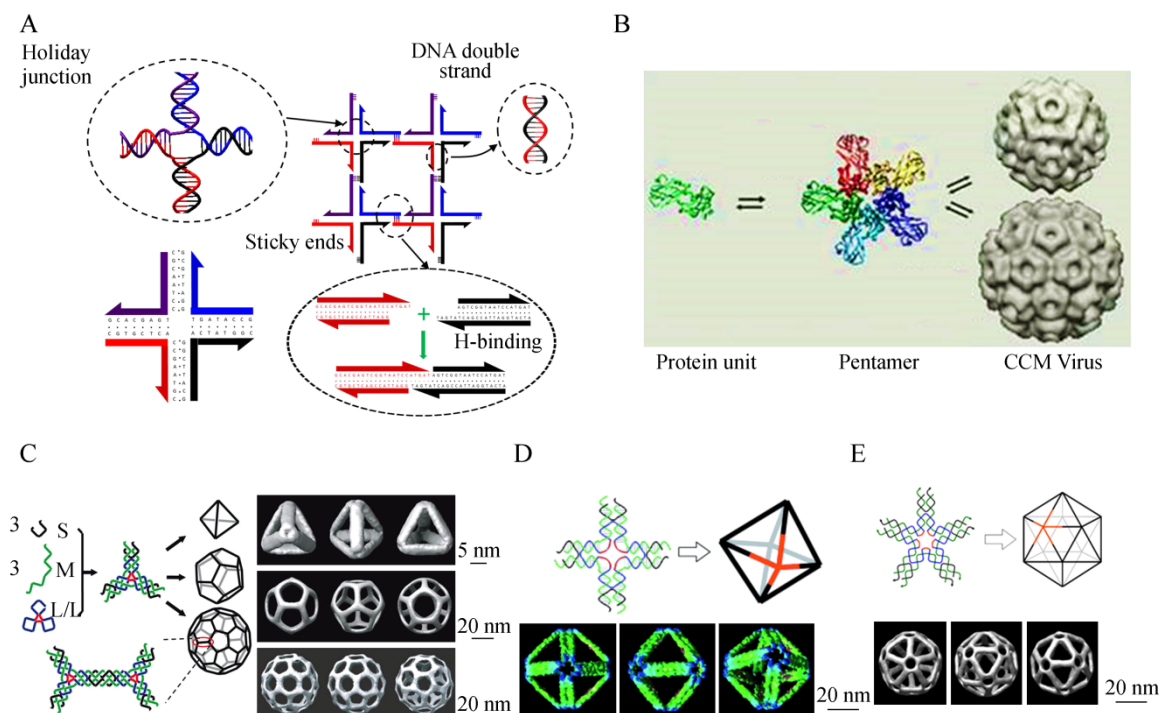 A
Holiday
junction
DNA double
strand
Sticky ends
G C A C G A G T
T G A T A C C G
C G T G C T C A
A C T A T G G C
+
H-binding
B
Protein unit
Pentamer
CCM Virus
C
3
S
3
M
L/L
5 nm
20 nm
20 nm
D
20 nm
E
20 nm